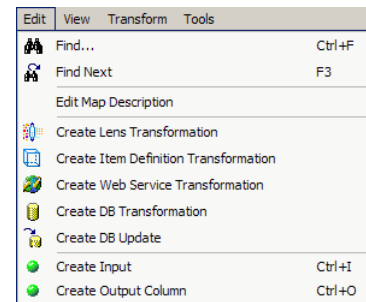 Edit View Transform Tools
Find... Ctrl+F
Find Next F3
Edit Map Description
Create Lens Transformation
Create Item Definition Transformation
Create Web Service Transformation
Create DB Transformation
Create DB Update
Create Input Ctrl+I
Create Output Column Ctrl+O